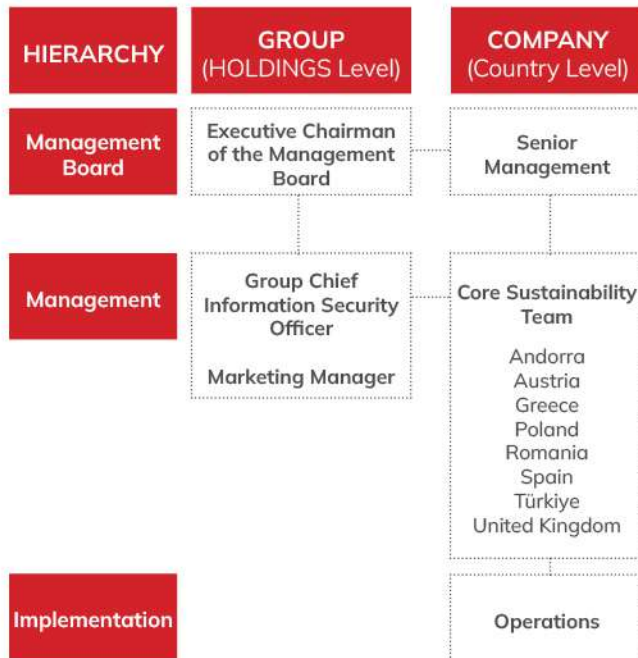 HIERARCHY
GROUP
(HOLDINGS Level)
COMPANY
(Country Level)
Management
Board
Executive Chairman
of the Management
Board
Senior
Management
Management
Group Chief
Information Security
Officer
Marketing Manager
Core Sustainability
Team
Andorra
Austria
Greece
Poland
Romania
Spain
Türkiye
United Kingdom
Implementation
Operations